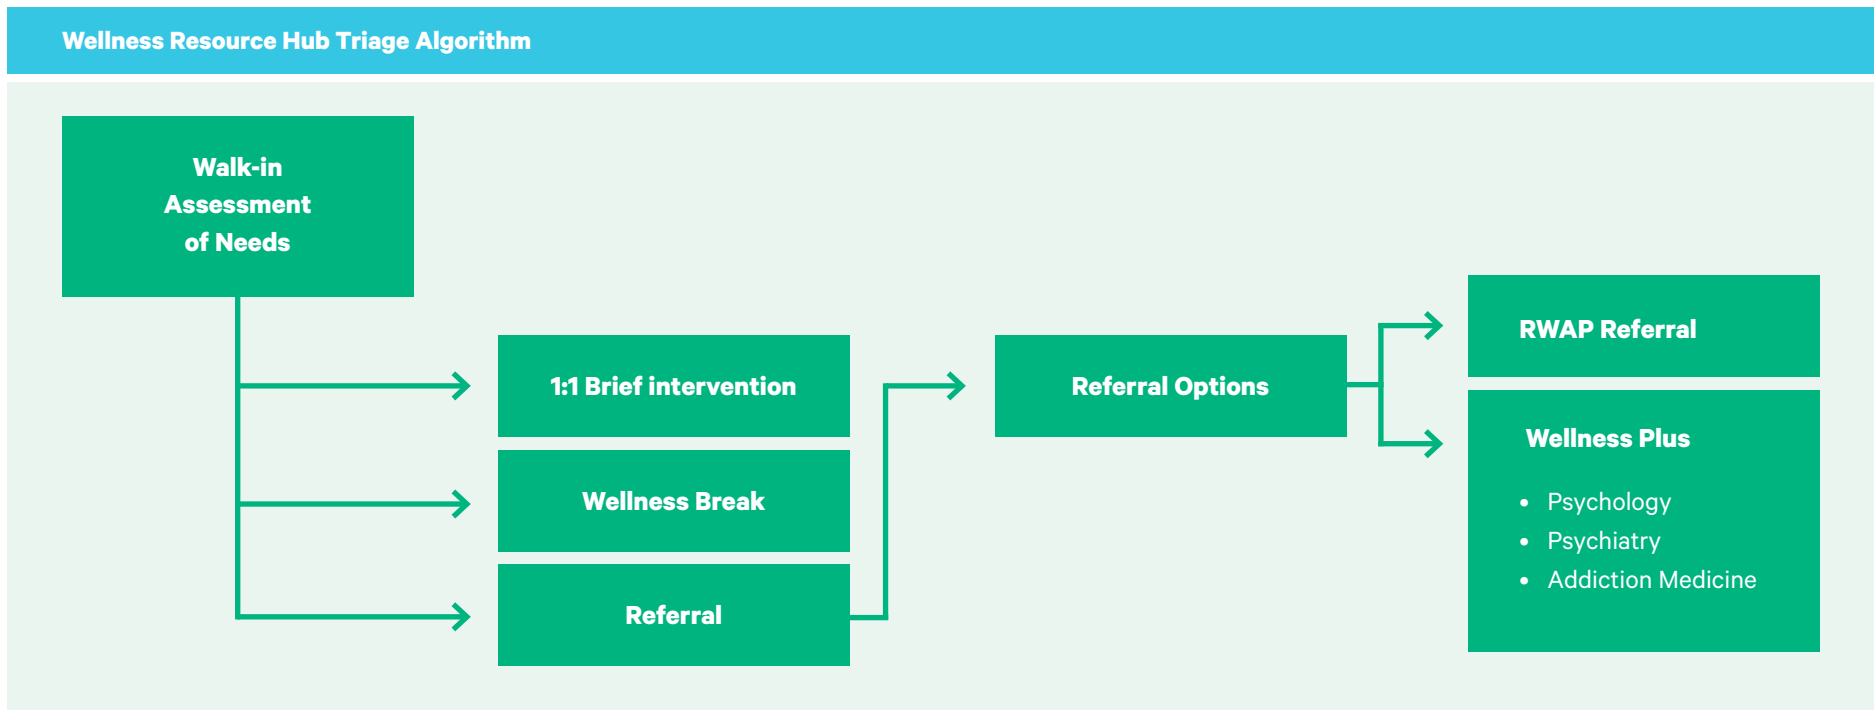 Wellness Resource Hub Triage Algorithm
Walk-in
Assessment
of Needs
1:1 Brief intervention
Wellness Break
Referral
Referral Options
RWAP Referral
Wellness Plus
• Psychology
• Psychiatry
• Addiction Medicine